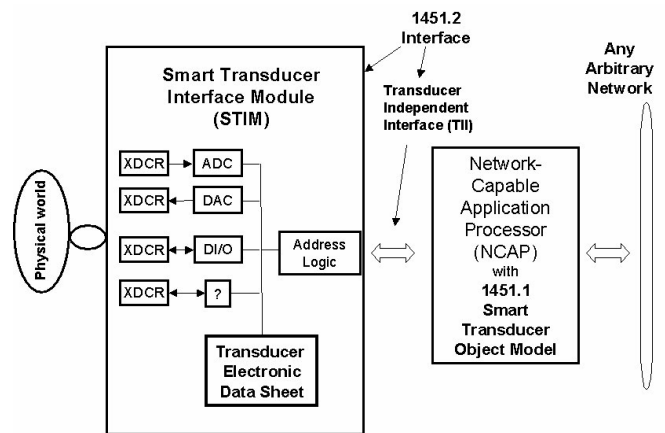 1451.2
Interface
Any
Arbitrary
Network
Smart Transducer
Interface Module
(STIM)
Transducer
Independent
Interface (TII)
XDCR
ADC
XDCR
DAC
XDCR
DI/O
XDCR
?
Address
Logic
Transducer
Electronic
Data Sheet
Physical world
Network-
Capable
Application
Processor
(NCAP)
with
1451.1
Smart
Transducer
Object Model